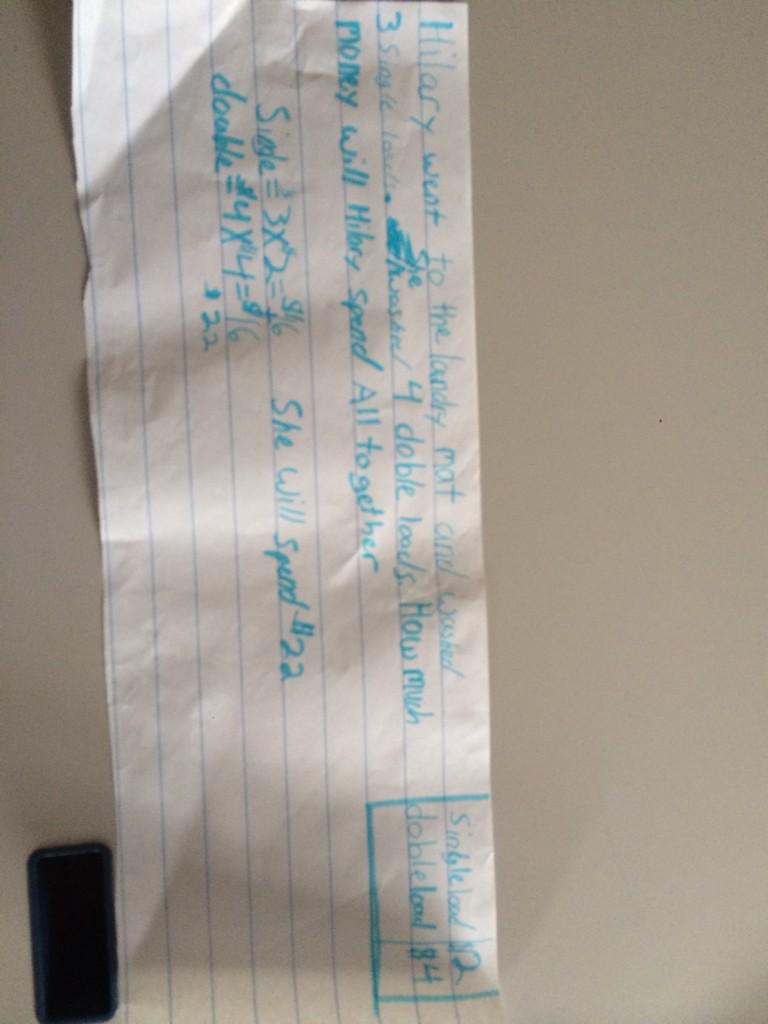 Hilary went to the landry mat and washed
3 Single loads. She washed 4 doble loads. How much
money will Hilary Spend All together
Single load $2
doble load $4
Single = 3x$2=$6
+
double = $4x$4=$16
$22
She will spend $22